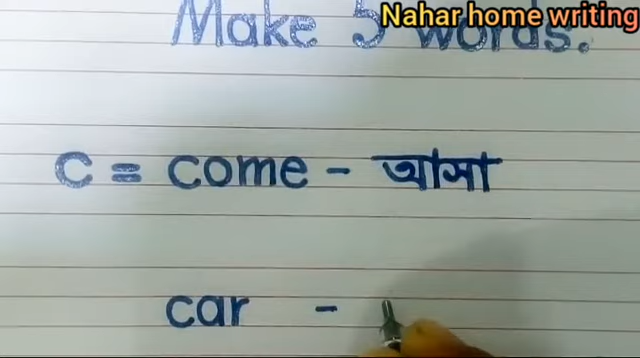 Nahar home writing
Make 5 words.
c = come - আসা
car -